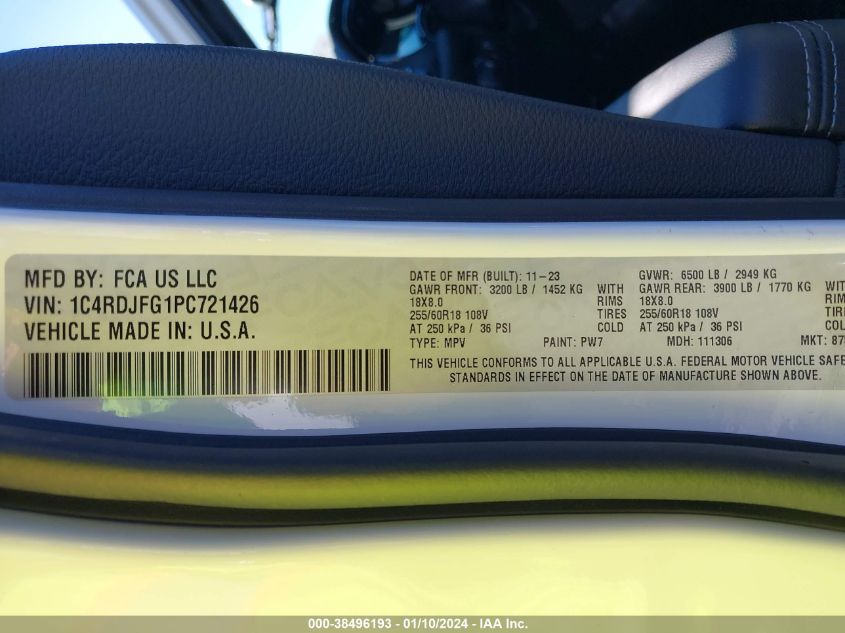 MFD BY: FCA US LLC
VIN: 1C4RDJFG1PC721426
VEHICLE MADE IN: U.S.A.
DATE OF MFR (BUILT): 11-23 GVWR: 6500 LB / 2949 KG
GAWR FRONT: 3200 LB / 1452 KG WITH GAWR REAR: 3900 LB / 1770 KG WITH
18X8.0 RIMS 18X8.0 RIMS
255/60R18 108V TIRES 255/60R18 108V
AT 250 kPa / 36 PSI COLD AT 250 kPa / 36 PSI
TYPE: MPV PAINT: PW7 MDH: 111306 MKT:
THIS VEHICLE CONFORMS TO ALL APPLICABLE U.S.A. FEDERAL MOTOR VEHICLE
STANDARDS IN EFFECT ON THE DATE OF MANUFACTURE SHOWN ABOVE.
000-38496193 - 01/10/2024 - IAA Inc.